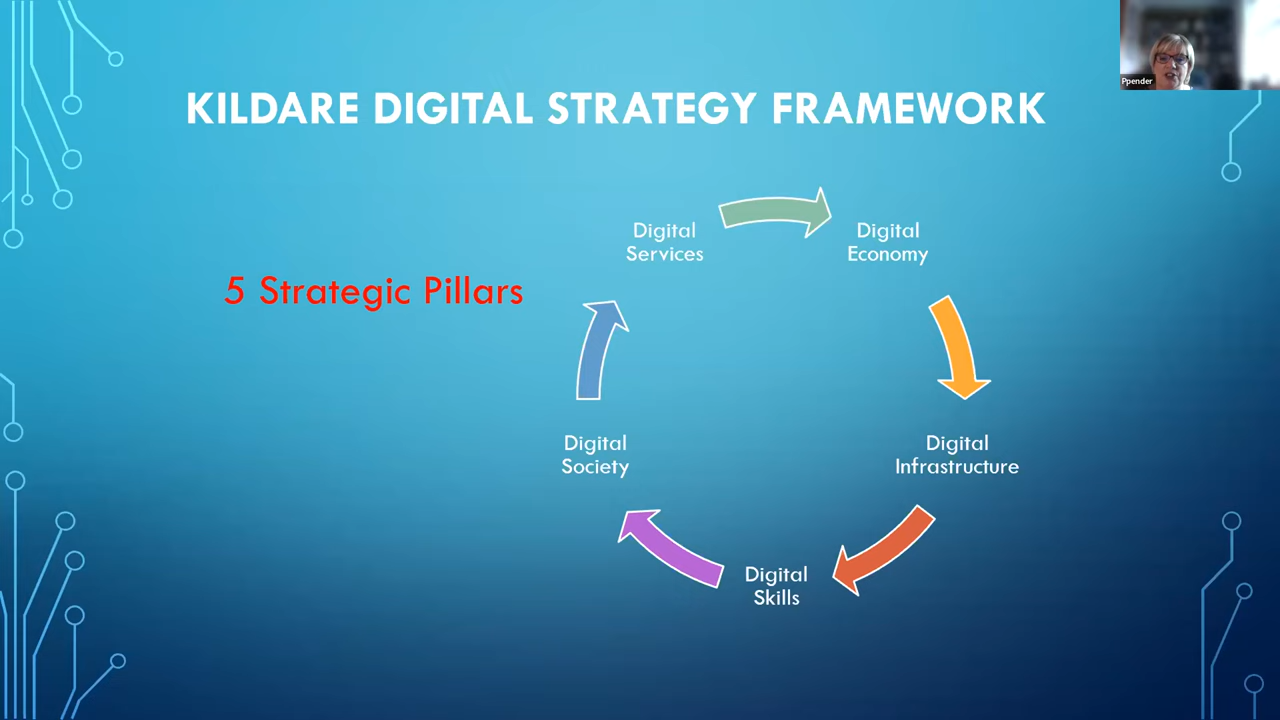 KILDARE DIGITAL STRATEGY FRAMEWORK
Ppender
5 Strategic Pillars
Digital
Services
Digital
Economy
Digital
Infrastructure
Digital
Skills
Digital
Society